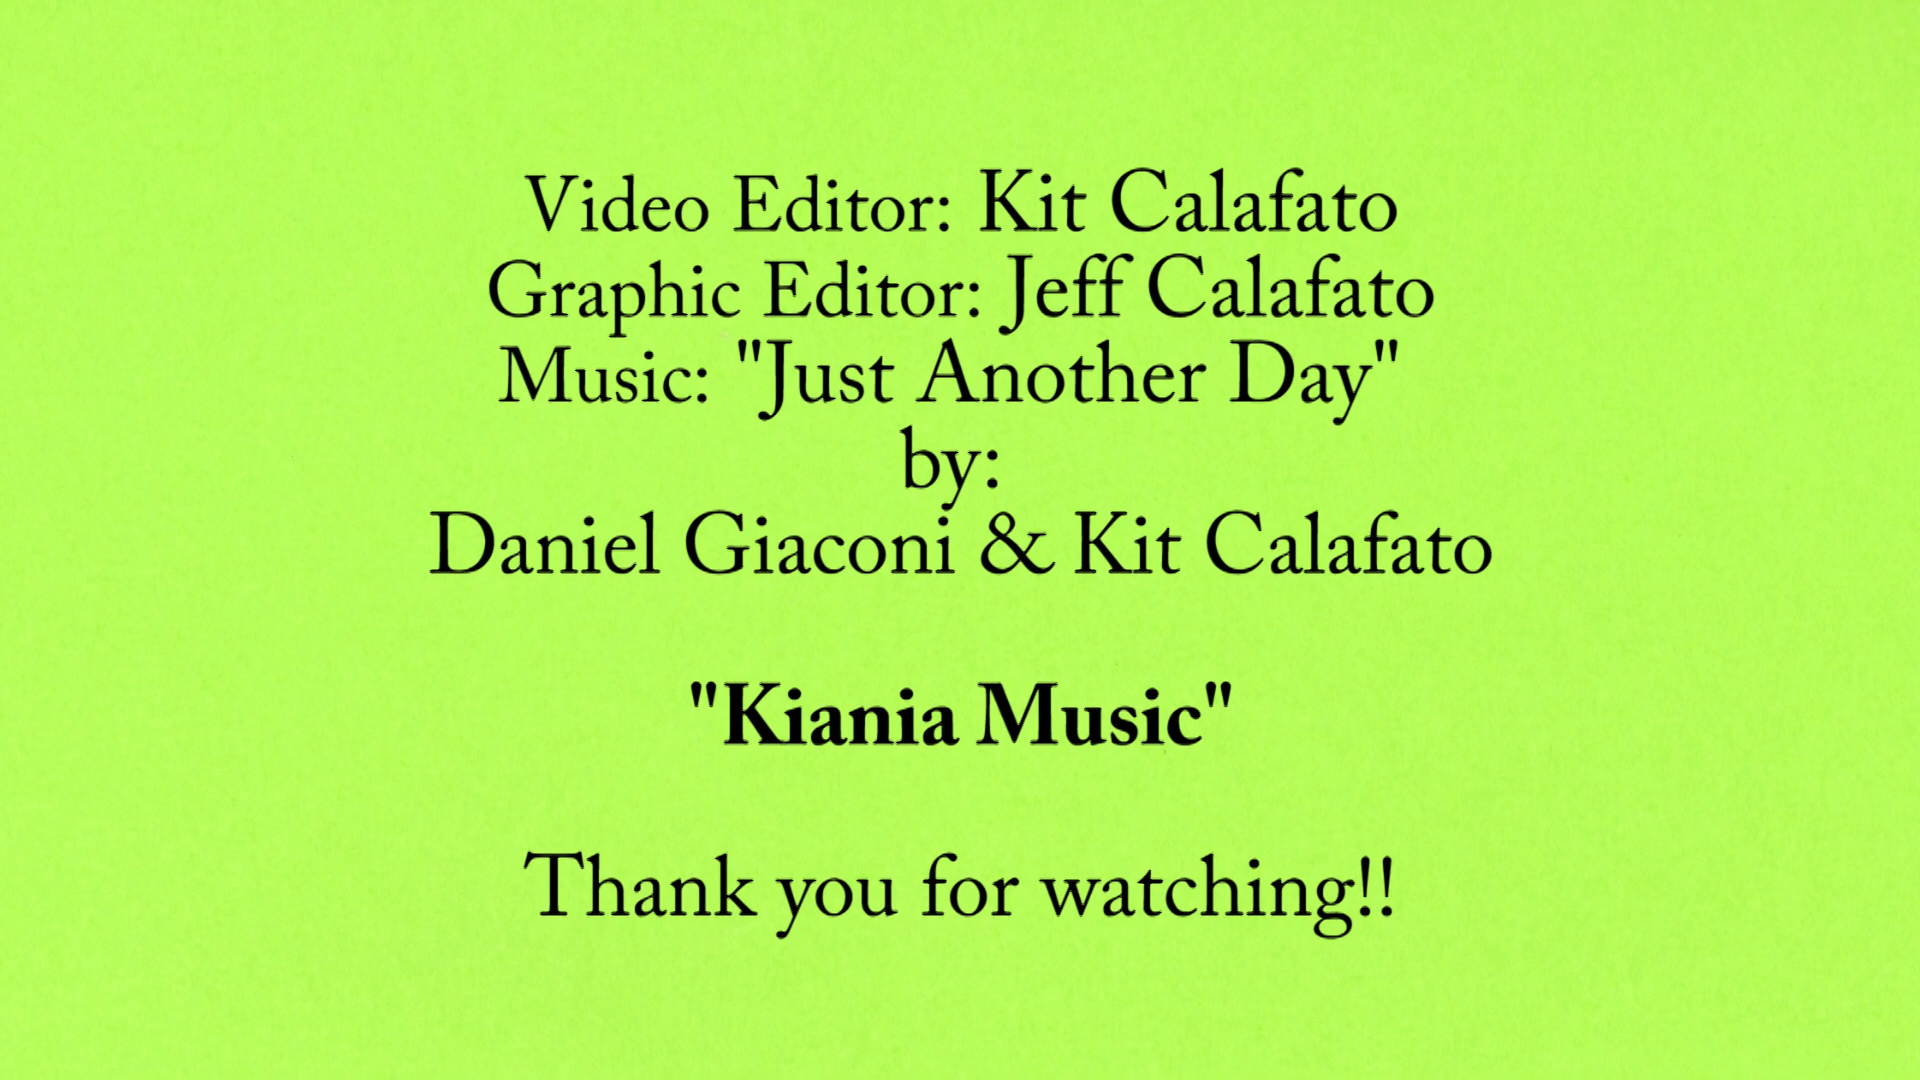 Video Editor: Kit Calafato
Graphic Editor: Jeff Calafato
Music: "Just Another Day"
by:
Daniel Giaconi & Kit Calafato
"Kiania Music"
Thank you for watching!!